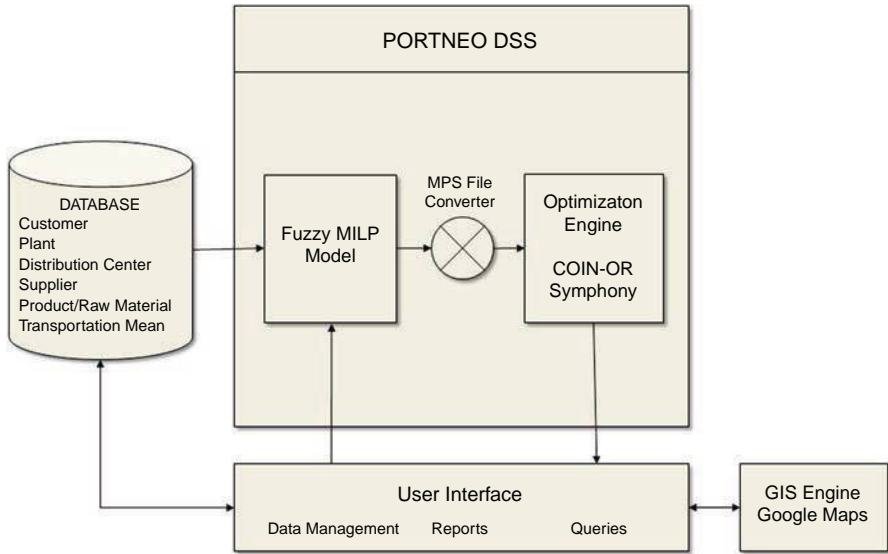 PORTNEO DSS
DATABASE
Customer
Plant
Distribution Center
Supplier
Product/Raw Material
Transportation Mean
Fuzzy MILP
Model
MPS File
Converter
Optimizaton
Engine
COIN-OR
Symphony
User Interface
Data Management Reports Queries
GIS Engine
Google Maps